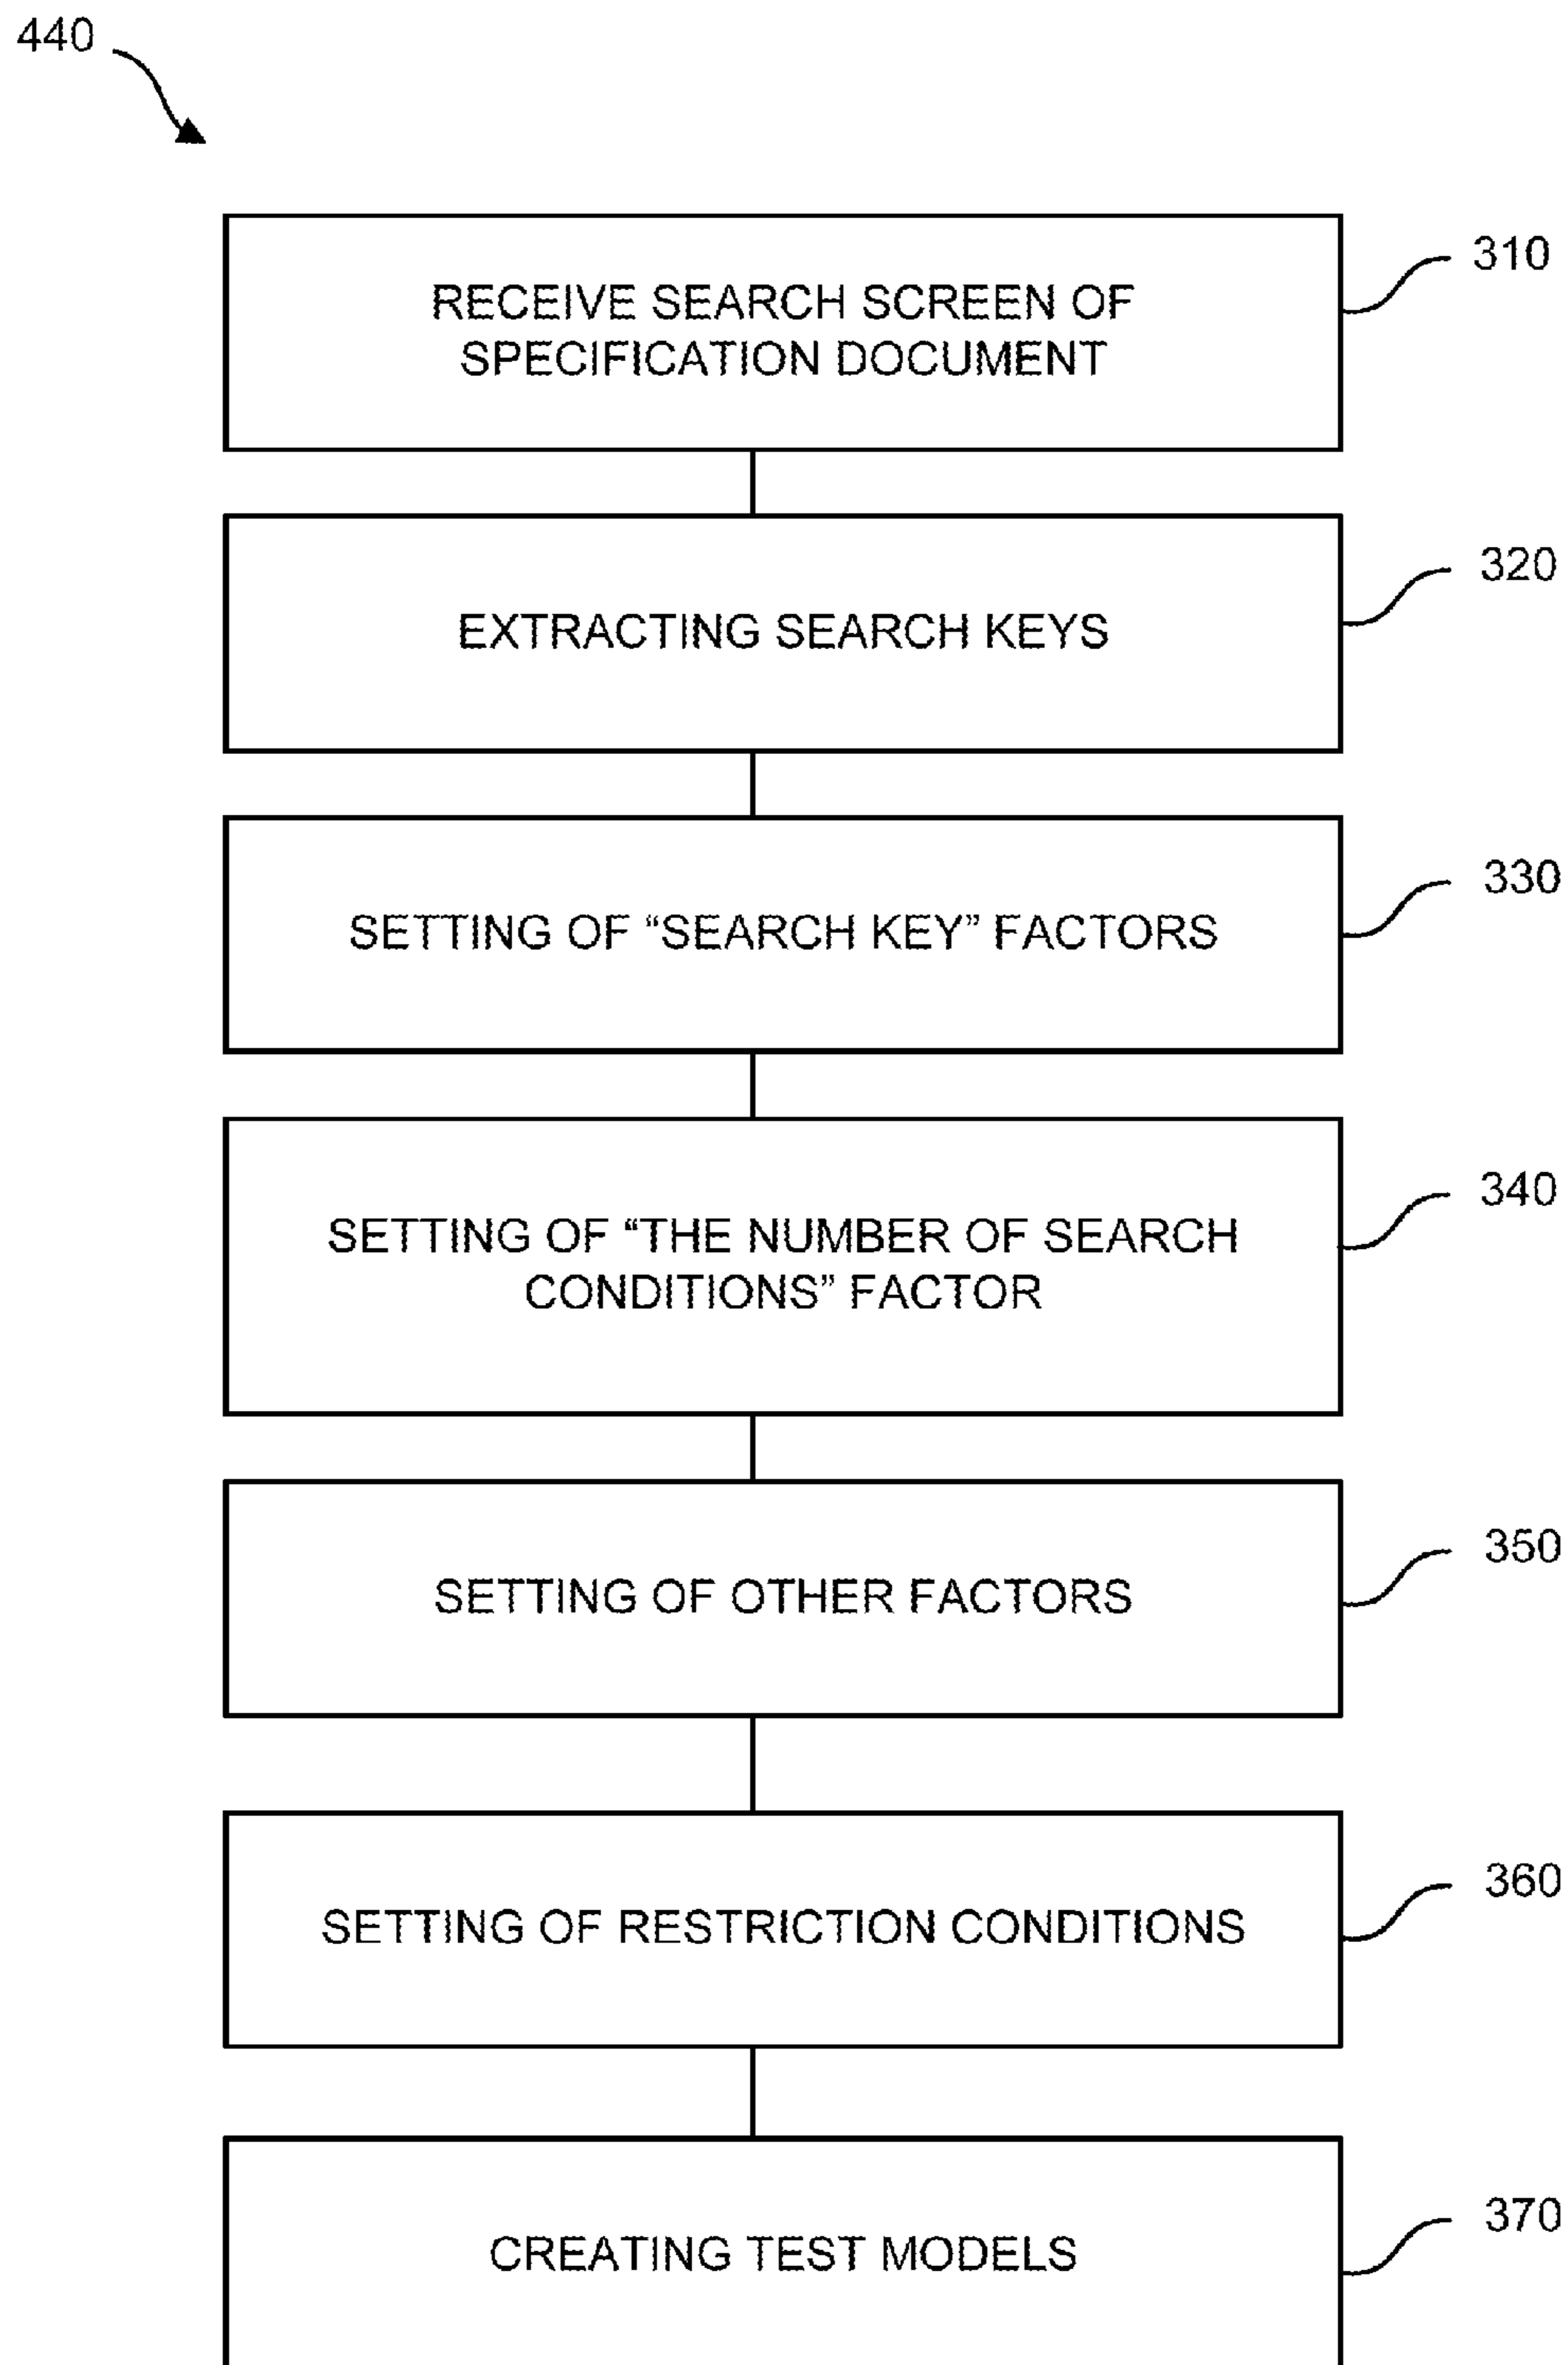 440
310
RECEIVE SEARCH SCREEN OF
SPECIFICATION DOCUMENT
320
EXTRACTING SEARCH KEYS
330
SETTING OF “SEARCH KEY” FACTORS
340
SETTING OF “THE NUMBER OF SEARCH
CONDITIONS” FACTOR
350
SETTING OF OTHER FACTORS
360
SETTING OF RESTRICTION CONDITIONS
370
CREATING TEST MODELS